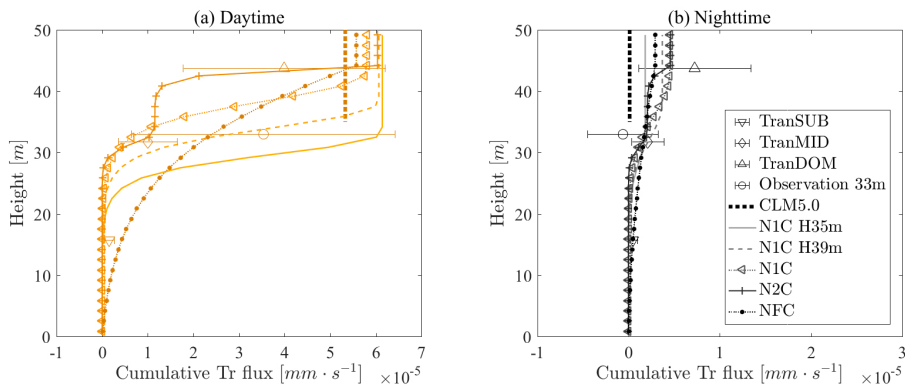 (a) Daytime
(b) Nighttime
50
40
30
20
10
0
Height [m]
-1 0 1 2 3 4 5 6 7
Cumulative Tr flux [mm · s⁻¹] ×10⁻⁵
50
40
30
20
10
0
Height [m]
-1 0 1 2 3
Cumulative Tr flux [mm · s⁻¹] ×10⁻⁵
TranSUB
TranMID
TranDOM
Observation 33m
CLM5.0
N1C H35m
N1C H39m
N1C
N2C
NFC